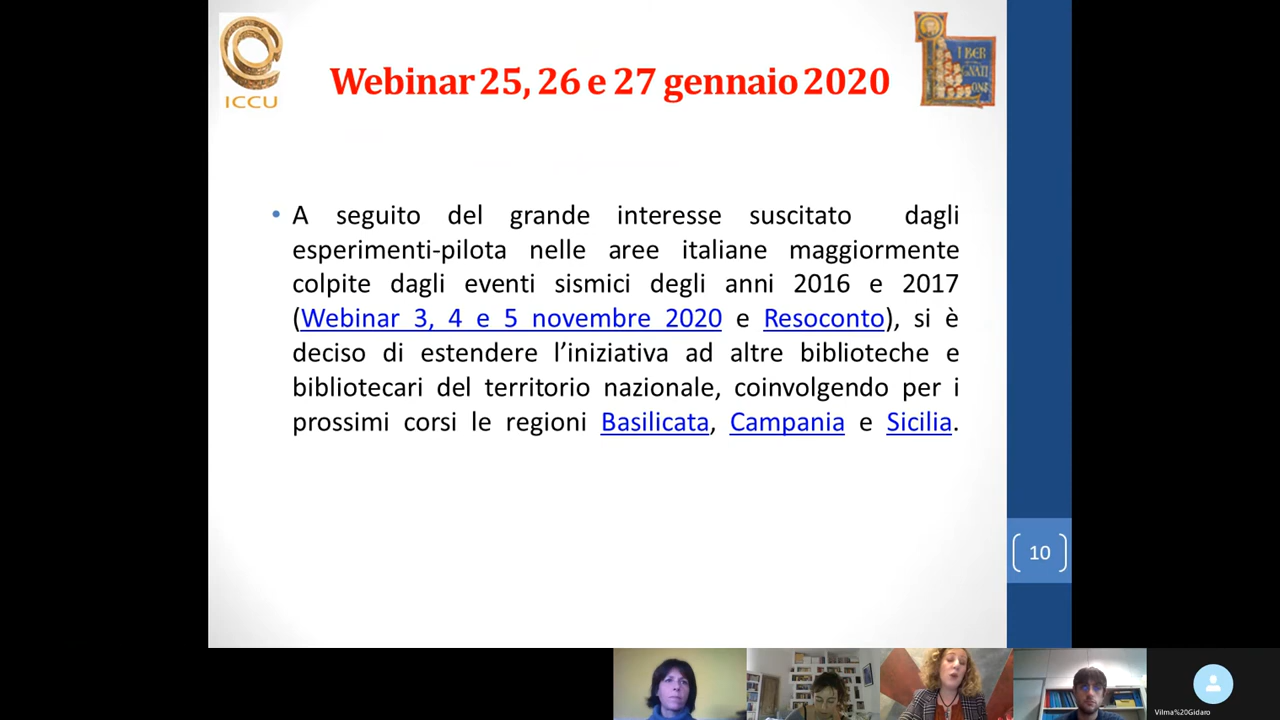 ICCU
Webinar 25, 26 e 27 gennaio 2020
• A seguito del grande interesse suscitato dagli
esperimenti-pilota nelle aree italiane maggiormente
colpite dagli eventi sismici degli anni 2016 e 2017
(Webinar 3, 4 e 5 novembre 2020 e Resoconto), si è
deciso di estendere l’iniziativa ad altre biblioteche e
bibliotecari del territorio nazionale, coinvolgendo per i
prossimi corsi le regioni Basilicata, Campania e Sicilia.
10
Vilma%20Gidaro